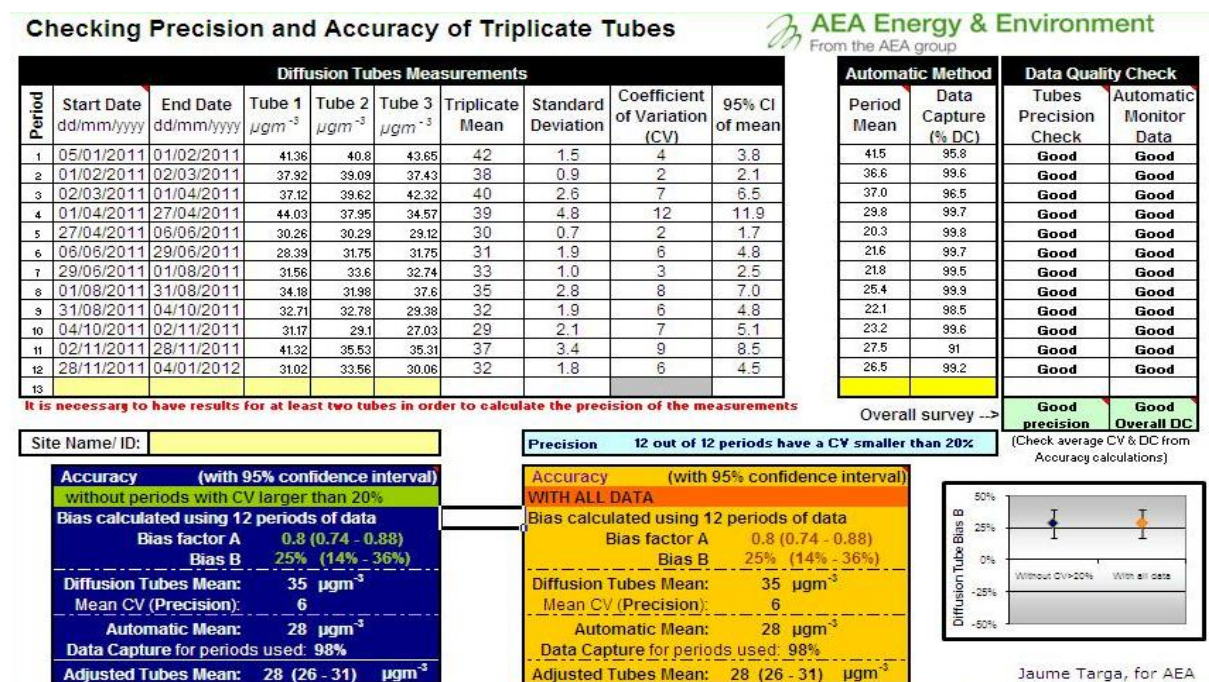 Checking Precision and Accuracy of Triplicate Tubes
AEA Energy & Environment
From the AEA group
Diffusion Tubes Measurements
Automatic Method
Data Quality Check
Period
Start Date dd/mm/yyyy
End Date dd/mm/yyyy
Tube 1 µgm-3
Tube 2 µgm-3
Tube 3 µgm-3
Triplicate Mean
Standard Deviation
Coefficient of Variation (CV)
95% CI of mean
Period Mean
Data Capture (% DC)
Tubes Precision Check
Automatic Monitor Data
1 05/01/2011 01/02/2011 41.36 40.8 43.65 42 1.5 4 3.8 41.5 95.8 Good Good
2 01/02/2011 02/03/2011 37.92 39.09 37.43 38 0.9 2 2.1 36.6 99.6 Good Good
3 02/03/2011 01/04/2011 37.12 39.62 42.32 40 2.6 7 6.5 37.0 96.5 Good Good
4 01/04/2011 27/04/2011 44.03 37.95 34.57 39 4.8 12 11.9 29.8 99.7 Good Good
5 27/04/2011 06/06/2011 30.26 30.29 29.12 30 0.7 2 1.7 20.3 99.8 Good Good
6 06/06/2011 29/06/2011 28.39 31.75 31.75 31 1.9 6 4.8 21.6 99.7 Good Good
7 29/06/2011 01/08/2011 31.56 33.6 32.74 33 1.0 3 2.5 21.8 99.5 Good Good
8 01/08/2011 31/08/2011 34.18 31.98 37.6 35 2.8 8 7.0 25.4 99.9 Good Good
9 31/08/2011 04/10/2011 32.71 32.78 29.38 32 1.9 6 4.8 22.1 98.5 Good Good
10 04/10/2011 02/11/2011 31.17 29.1 27.03 29 2.1 7 5.1 23.2 99.6 Good Good
11 02/11/2011 28/11/2011 41.32 35.53 35.31 37 3.4 9 8.5 27.5 91 Good Good
12 28/11/2011 04/01/2012 31.02 33.56 30.06 32 1.8 6 4.5 26.5 99.2 Good Good
13
It is necessary to have results for at least two tubes in order to calculate the precision of the measurements
Overall survey -->
Good precision
Good Overall DC
(Check average CV & DC from
Accuracy calculations)
Site Name/ ID:
Precision 12 out of 12 periods have a CV smaller than 20%
Accuracy (with 95% confidence interval)
without periods with CV larger than 20%
Bias calculated using 12 periods of data
Bias factor A 0.8 (0.74 - 0.88)
Bias B 25% (14% - 36%)
Diffusion Tubes Mean: 35 µgm-3
Mean CV (Precision): 6
Automatic Mean: 28 µgm-3
Data Capture for periods used: 98%
Adjusted Tubes Mean: 28 (26 - 31) µgm-3
Accuracy (with 95% confidence interval)
WITH ALL DATA
Bias calculated using 12 periods of data
Bias factor A 0.8 (0.74 - 0.88)
Bias B 25% (14% - 36%)
Diffusion Tubes Mean: 35 µgm-3
Mean CV (Precision): 6
Automatic Mean: 28 µgm-3
Data Capture for periods used: 98%
Adjusted Tubes Mean: 28 (26 - 31) µgm-3
Diffusion Tube Bias B
50%
25%
0%
-25%
-50%
Without CV>20%
With all data
Jaume Targa, for AEA